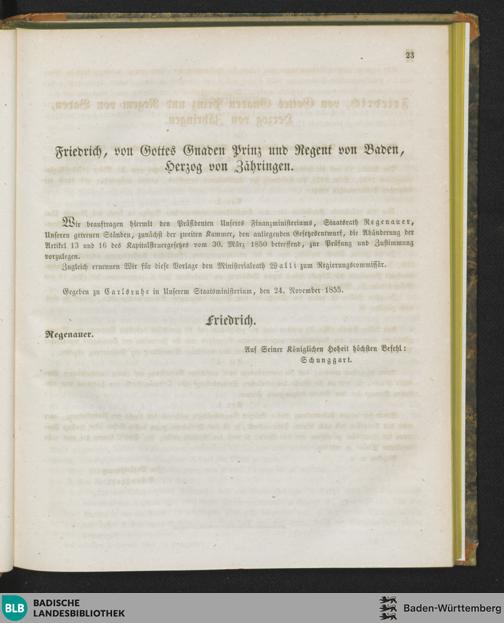 23
Friedrich, von Gottes Gnaden Prinz und Regent von Baden,
Herzog von Zähringen.
Wir beauftragen hiermit den Präsidenten Unseres Finanzministeriums, Staatsrath Regenauer,
Unseren getreuen Ständen, zunächst der zweiten Kammer, den anliegenden Gesetzesentwurf, die Abänderung der
Artikel 13 und 16 des Kapitalsteuergesetzes vom 30. März 1850 betreffend, zur Prüfung und Zustimmung
vorzulegen.
Zugleich ernennen Wir für diese Vorlage den Ministerialrath Walli zum Regierungscommissär.
Gegeben zu Carlsruhe in Unserem Staatsministerium, den 24. November 1855.
Friedrich.
Regenauer.
Auf Seiner Königlichen Hoheit höchsten Befehl:
Schunggart.
BLB BADISCHE
LANDESBIBLIOTHEK
Baden-Württemberg